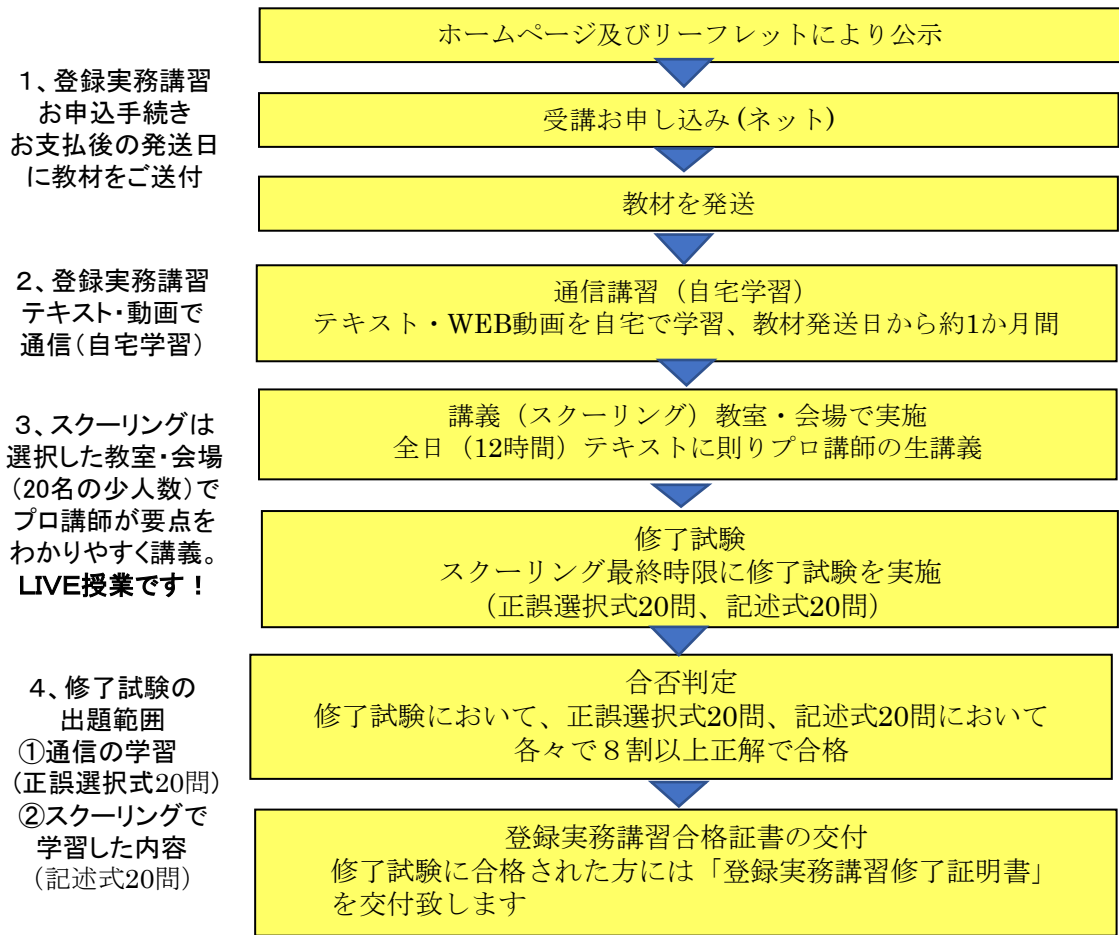 ホームページ及びリーフレットにより公示
1、登録実務講習
お申込手続き
お支払後の発送日
に教材をご送付
受講お申し込み(ネット)
教材を発送
2、登録実務講習
テキスト・動画で
通信(自宅学習)
通信講習（自宅学習）
テキスト・WEB動画を自宅で学習、教材発送日から約1か月間
3、スクーリングは
選択した教室・会場
(20名の少人数)で
プロ講師が要点を
わかりやすく講義。
LIVE授業です！
講義（スクーリング）教室・会場で実施
全日（12時間）テキストに則りプロ講師の生講義
修了試験
スクーリング最終時限に修了試験を実施
（正誤選択式20問、記述式20問）
4、修了試験の
出題範囲
①通信の学習
(正誤選択式20問)
②スクーリングで
学習した内容
（記述式20問）
合否判定
修了試験において、正誤選択式20問、記述式20問において
各々で８割以上正解で合格
登録実務講習合格証書の交付
修了試験に合格された方には「登録実務講習修了証明書」
を交付致します